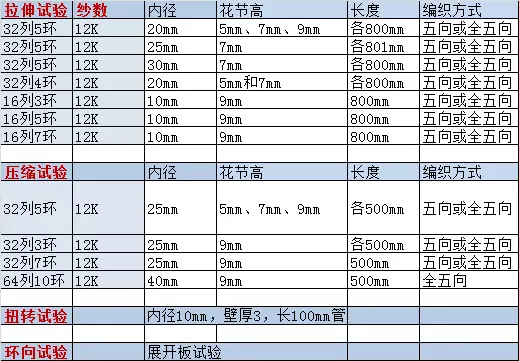 拉伸试验 纱数 内径 花节高 长度 编织方式
32列5环 12K 20mm 5mm、7mm、9mm 各800mm 五向或全五向
32列5环 12K 25mm 7mm 各801mm 五向或全五向
32列5环 12K 30mm 7mm 各800mm 五向或全五向
32列4环 12K 20mm 5mm和7mm 各800mm 五向或全五向
16列3环 12K 10mm 9mm 800mm 五向或全五向
16列5环 12K 10mm 9mm 800mm 五向或全五向
16列7环 12K 10mm 9mm 800mm 五向或全五向
压缩试验 内径 花节高 长度 编织方式
32列5环 12K 25mm 5mm、7mm、9mm 各500mm 五向或全五向
32列3环 12K 25mm 9mm 各500mm 五向或全五向
32列7环 12K 25mm 9mm 500mm 五向或全五向
64列10环 12K 40mm 9mm 500mm 全五向
扭转试验 内径10mm，壁厚3，长100mm管
环向试验 展开板试验